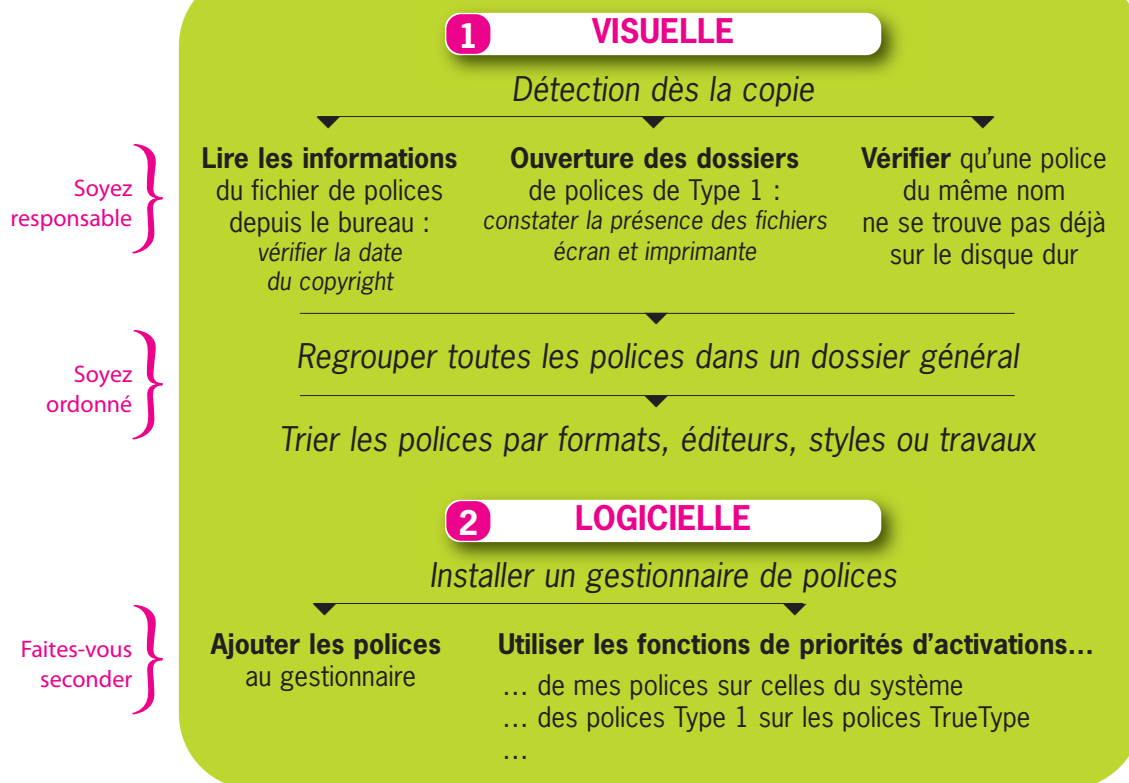 1 VISUELLE
Détection dès la copie
Soyez
responsable
Lire les informations
du fichier de polices
depuis le bureau :
vérifier la date
du copyright
Ouverture des dossiers
de polices de Type 1 :
constater la présence des fichiers
écran et imprimante
Vérifier qu’une police
du même nom
ne se trouve pas déjà
sur le disque dur
Soyez
ordonné
Regrouper toutes les polices dans un dossier général
Trier les polices par formats, éditeurs, styles ou travaux
2 LOGICIELLE
Installer un gestionnaire de polices
Faites-vous
seconder
Ajouter les polices
au gestionnaire
Utiliser les fonctions de priorités d’activations…
… de mes polices sur celles du système
… des polices Type 1 sur les polices TrueType
…